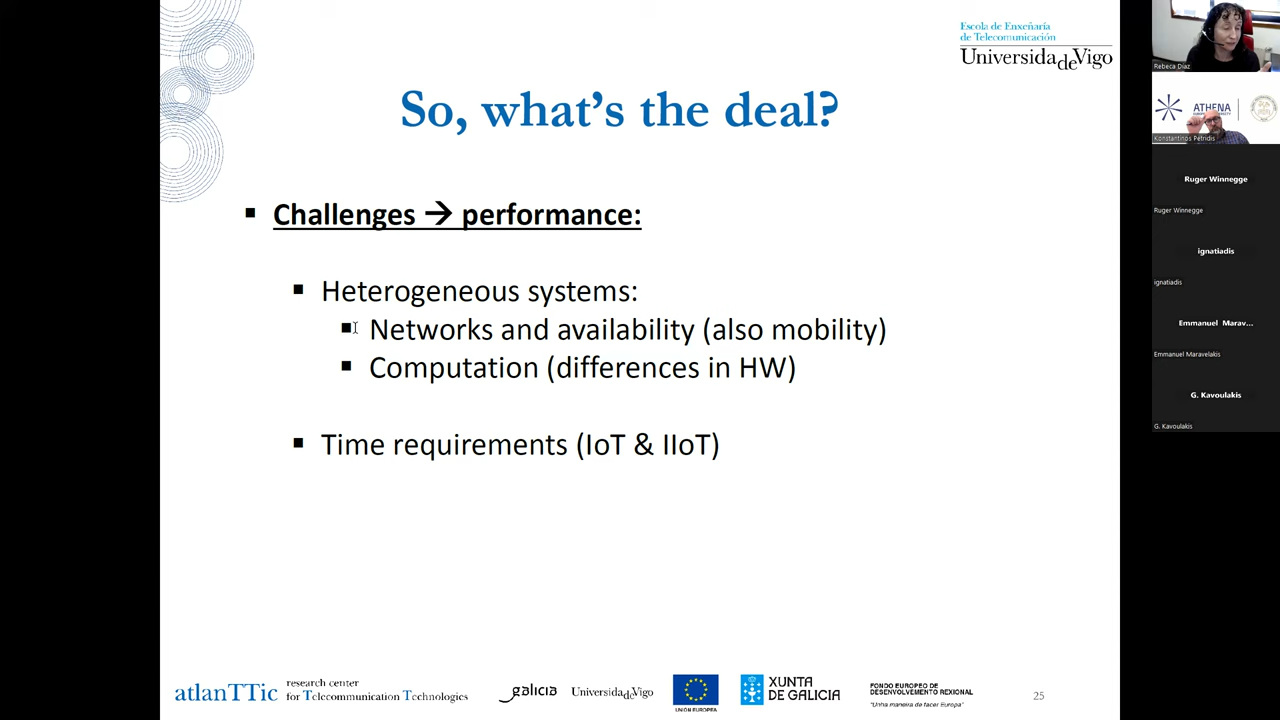 Escola de Enxeñaría
de Telecomunicación
Universidade Vigo
So, what's the deal?
Challenges → performance:
Heterogeneous systems:
Networks and availability (also mobility)
Computation (differences in HW)
Time requirements (IoT & IIoT)
atlanTTic
research center
for Telecommunication Technologies
galicia
Universidade Vigo
UNION EUROPEA
XUNTA
DE GALICIA
FONDO EUROPEO DE
DESENVOLVEMENTO REXIONAL
"Unha maneira de facer Europa"
25
Rebeca Díaz
ATHENA
Konstantinos Petridis
Ruger Winnegge
Ruger Winnegge
ignatiadis
ignatiadis
Emmanuel Marav...
Emmanuel Maravelakis
G. Kavoulakis
G. Kavoulakis